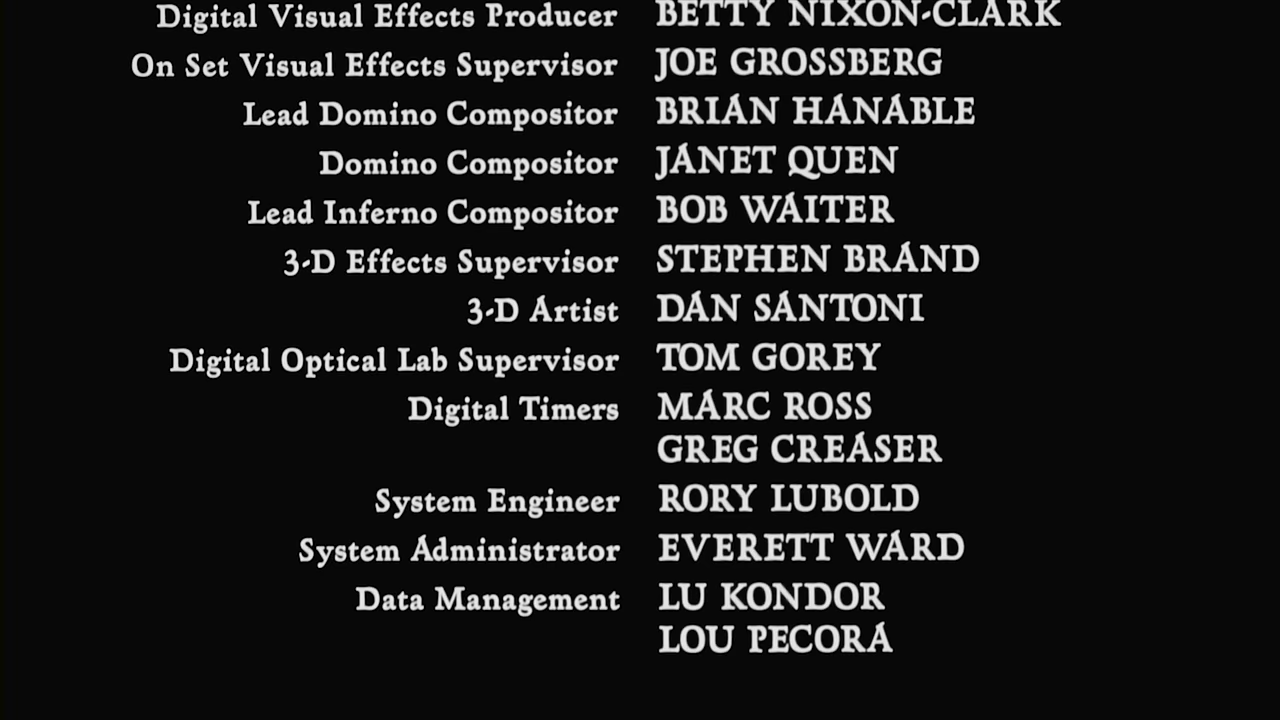 Digital Visual Effects Producer BETTY NIXON-CLARK
On Set Visual Effects Supervisor JOE GROSSBERG
Lead Domino Compositor BRIAN HANABLE
Domino Compositor JANET QUEN
Lead Inferno Compositor BOB WAITER
3-D Effects Supervisor STEPHEN BRAND
3-D Artist DAN SANTONI
Digital Optical Lab Supervisor TOM GOREY
Digital Timers MARC ROSS
GREG CREASER
System Engineer RORY LUBOLD
System Administrator EVERETT WARD
Data Management LU KONDOR
LOU PECORA